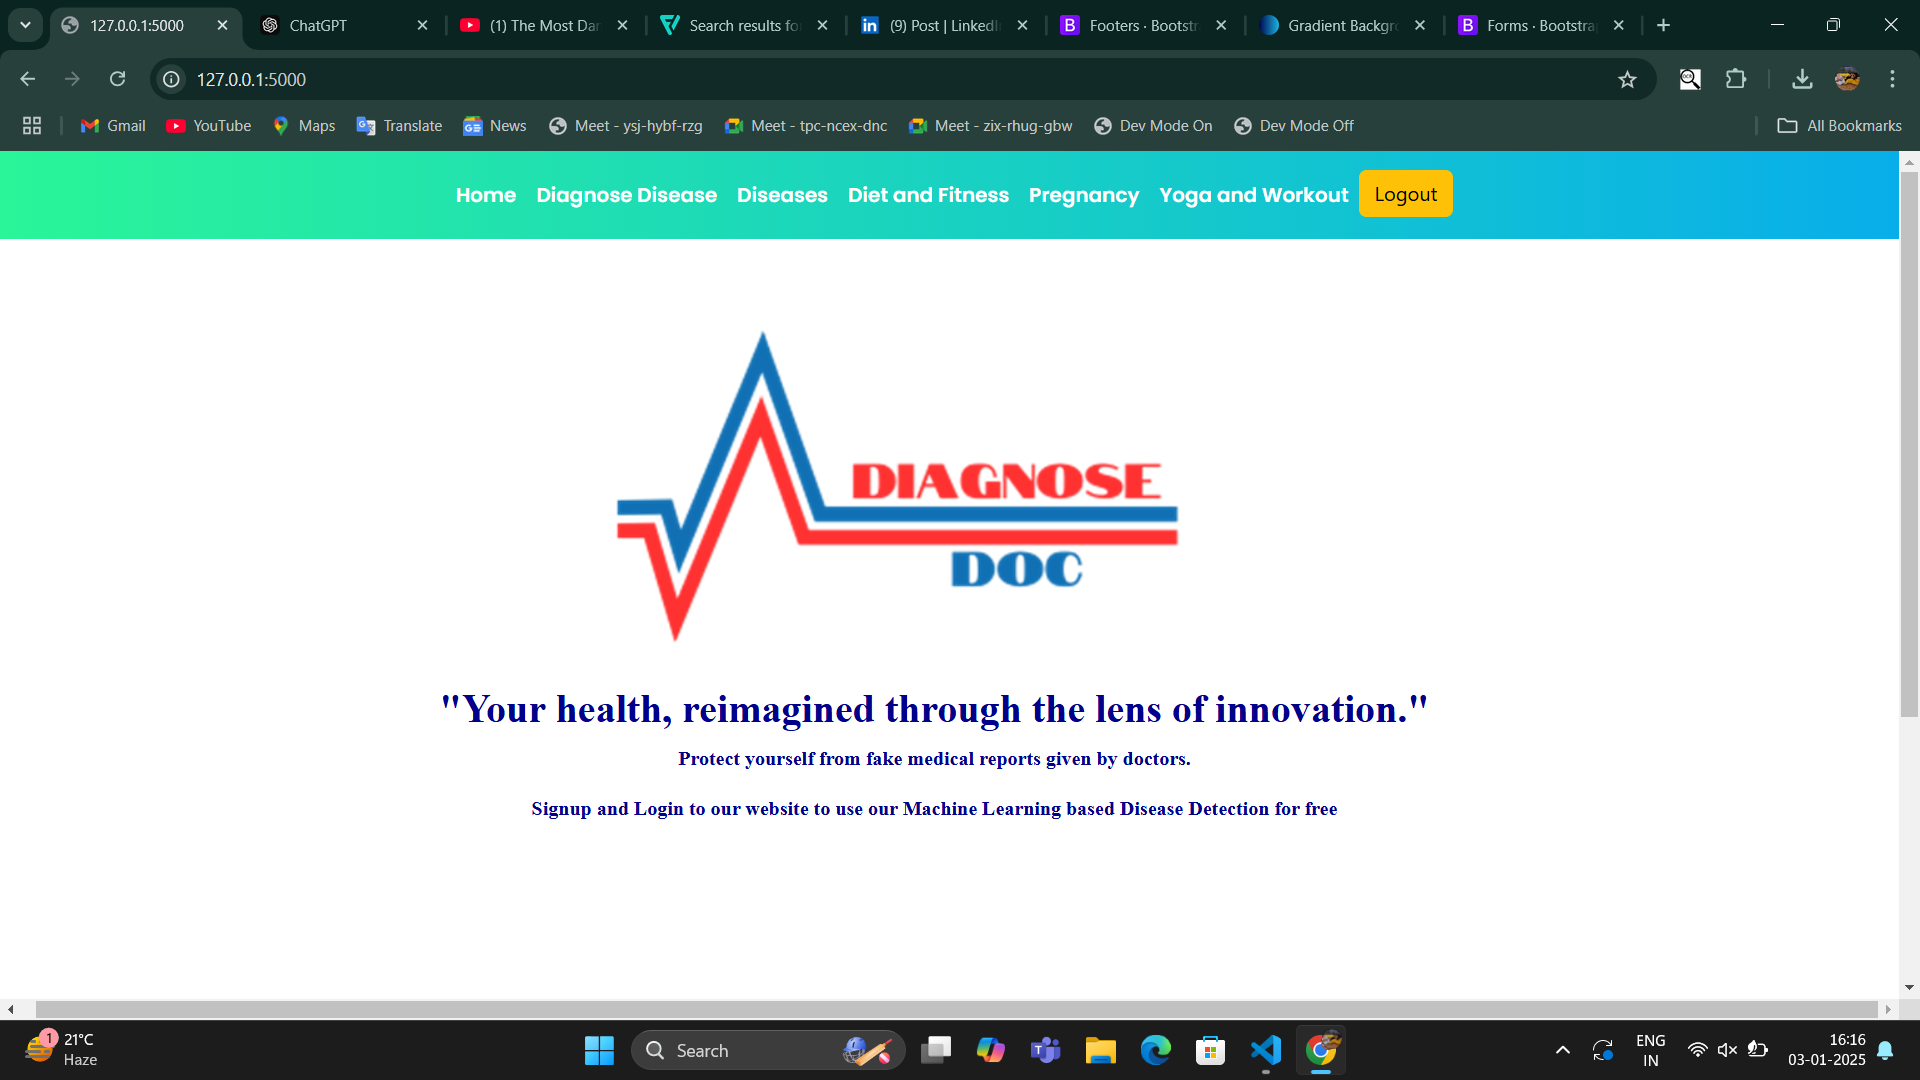 127.0.0.1:5000
ChatGPT
(1) The Most Dar
Search results fo
(9) Post | LinkedI
Footers · Bootstr
Gradient Backgr
Forms · Bootstra
127.0.0.1:5000
Gmail
YouTube
Maps
Translate
News
Meet - ysj-hybf-rzg
Meet - tpc-ncex-dnc
Meet - zix-rhug-gbw
Dev Mode On
Dev Mode Off
All Bookmarks
Home
Diagnose Disease
Diseases
Diet and Fitness
Pregnancy
Yoga and Workout
Logout
DIAGNOSE
DOC
"Your health, reimagined through the lens of innovation."
Protect yourself from fake medical reports given by doctors.
Signup and Login to our website to use our Machine Learning based Disease Detection for free
1
21°C
Haze
Search
ENG
IN
16:16
03-01-2025